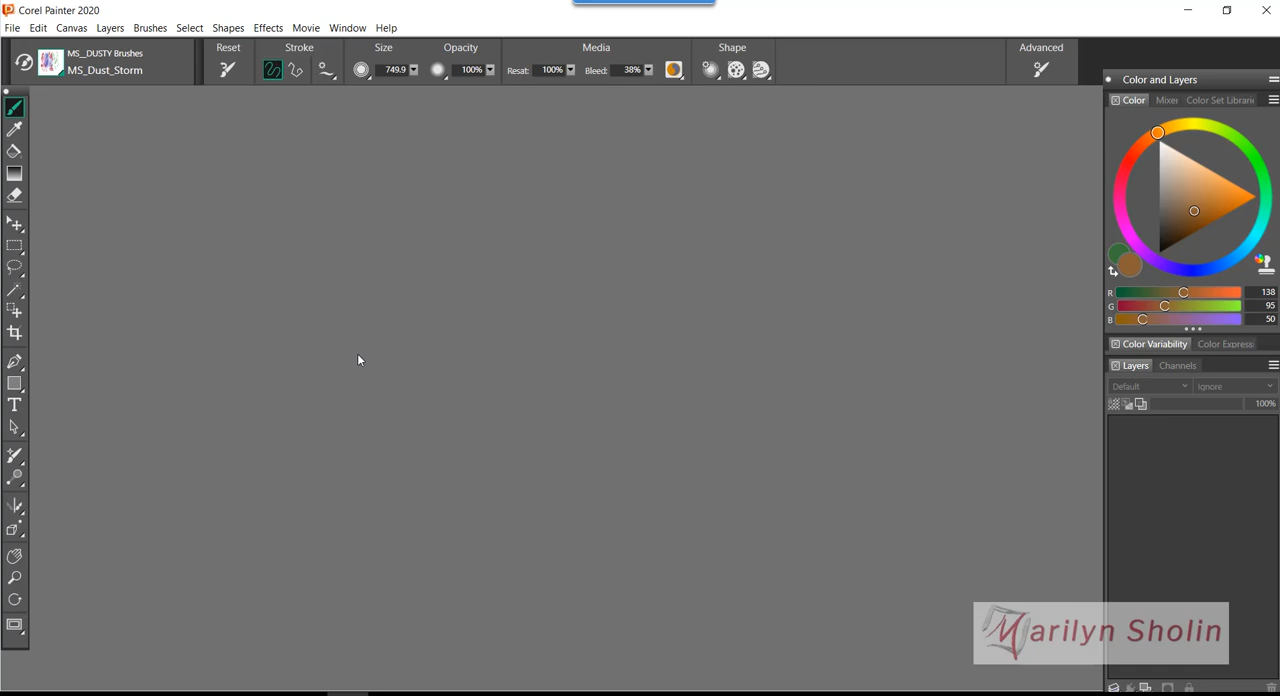 Corel Painter 2020
File Edit Canvas Layers Brushes Select Shapes Effects Movie Window Help
MS__DUSTY Brushes
MS_Dust_Storm
Reset
Stroke
Size
749.9
Opacity
100%
Media
Resat: 100% Bleed: 38%
Shape
Advanced
Color and Layers
Color Mixer Color Set Librari
R 138
G 95
B 50
Color Variability Color Express
Layers Channels
Default Ignore
100%
T
Marilyn Sholin